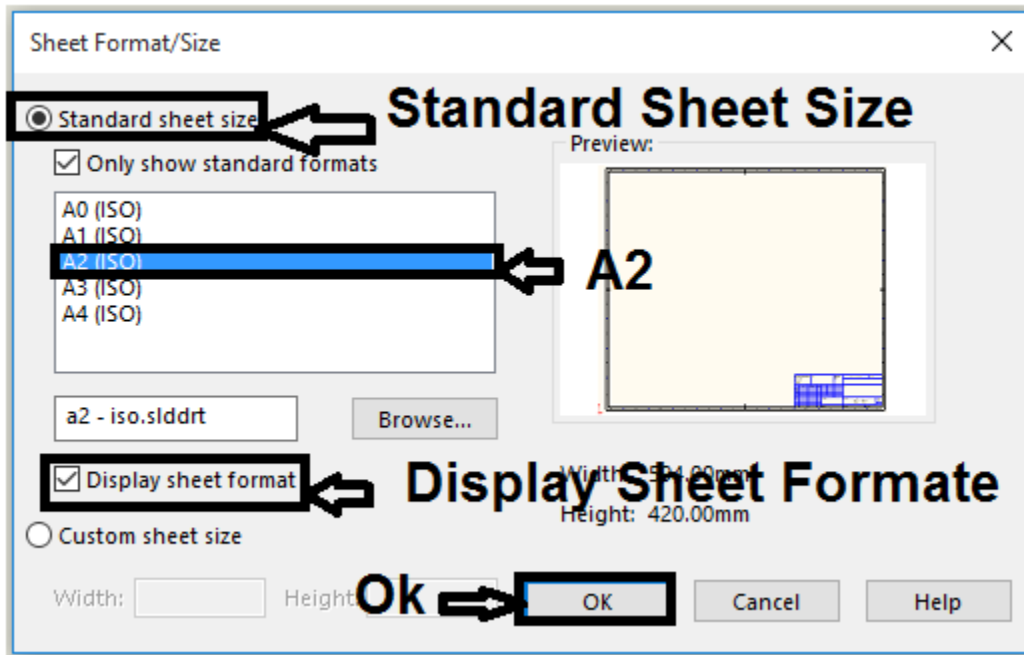 Sheet Format/Size
Standard sheet size
Standard Sheet Size
Only show standard formats
Preview:
A0 (ISO)
A1 (ISO)
A2 (ISO)
A2
A3 (ISO)
A4 (ISO)
a2 - iso.slddrt
Browse...
Display sheet format
Display Sheet Formate
Width:
Height: 420.00mm
Custom sheet size
Width:
Height:
Ok
OK
Cancel
Help